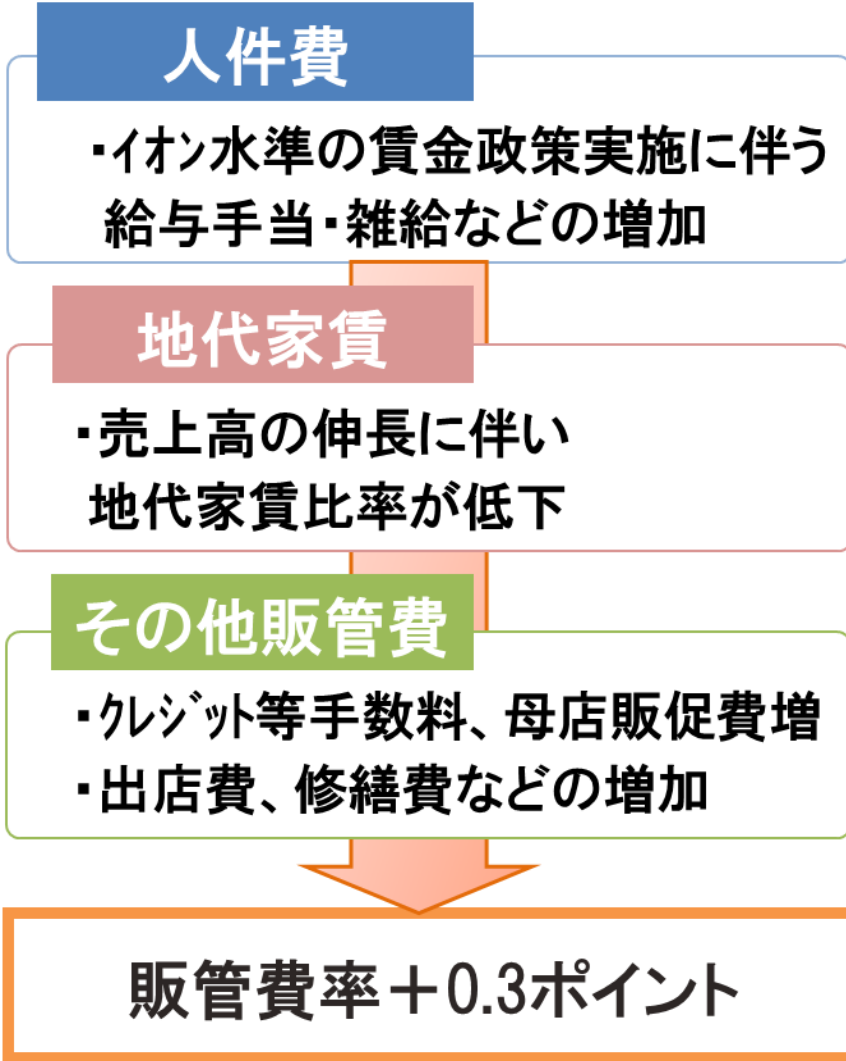 人件費
・イオン水準の賃金政策実施に伴う
給与手当・雑給などの増加
地代家賃
・売上高の伸長に伴い
地代家賃比率が低下
その他販管費
・クレジット等手数料、母店販促費増
・出店費、修繕費などの増加
販管費率＋0.3ポイント